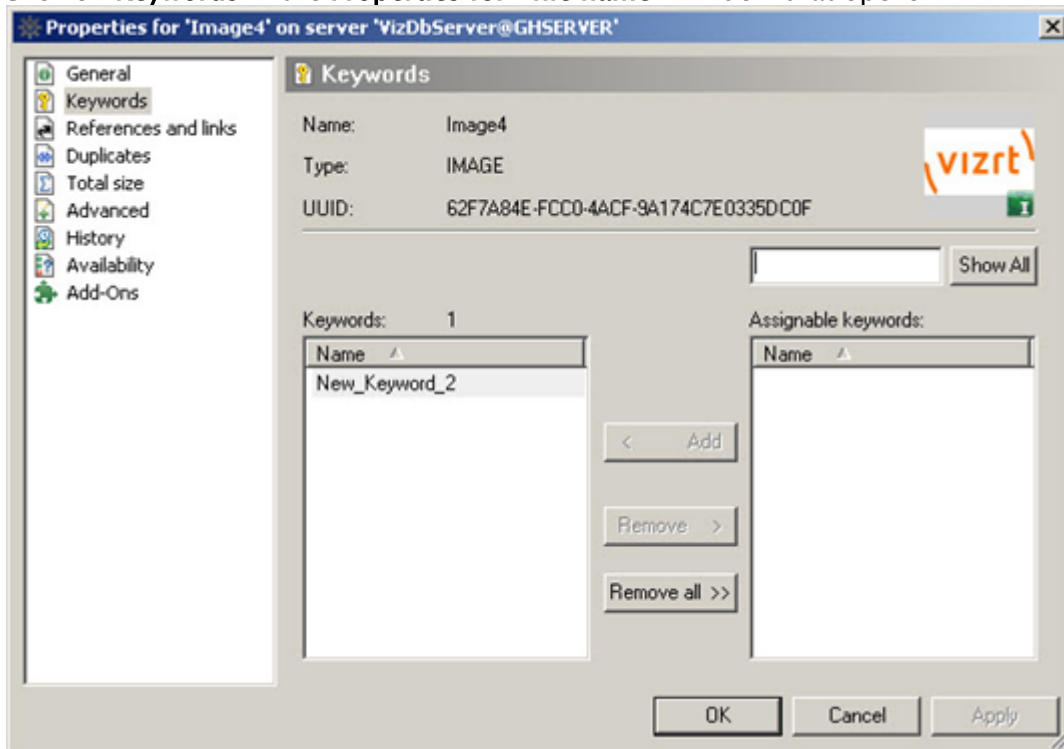 Properties for 'Image4' on server 'VizDbServer@GHSERVER'
General
Keywords
References and links
Duplicates
Total size
Advanced
History
Availability
Add-Ons
Keywords
Name: Image4
Type: IMAGE
UUID: 62F7A84E-FCC0-4ACF-9A174C7E0335DC0F
vizrt
I
Show All
Keywords: 1
Assignable keywords:
Name
Name
New_Keyword_2
< Add
Remove >
Remove all >>
OK
Cancel
Apply